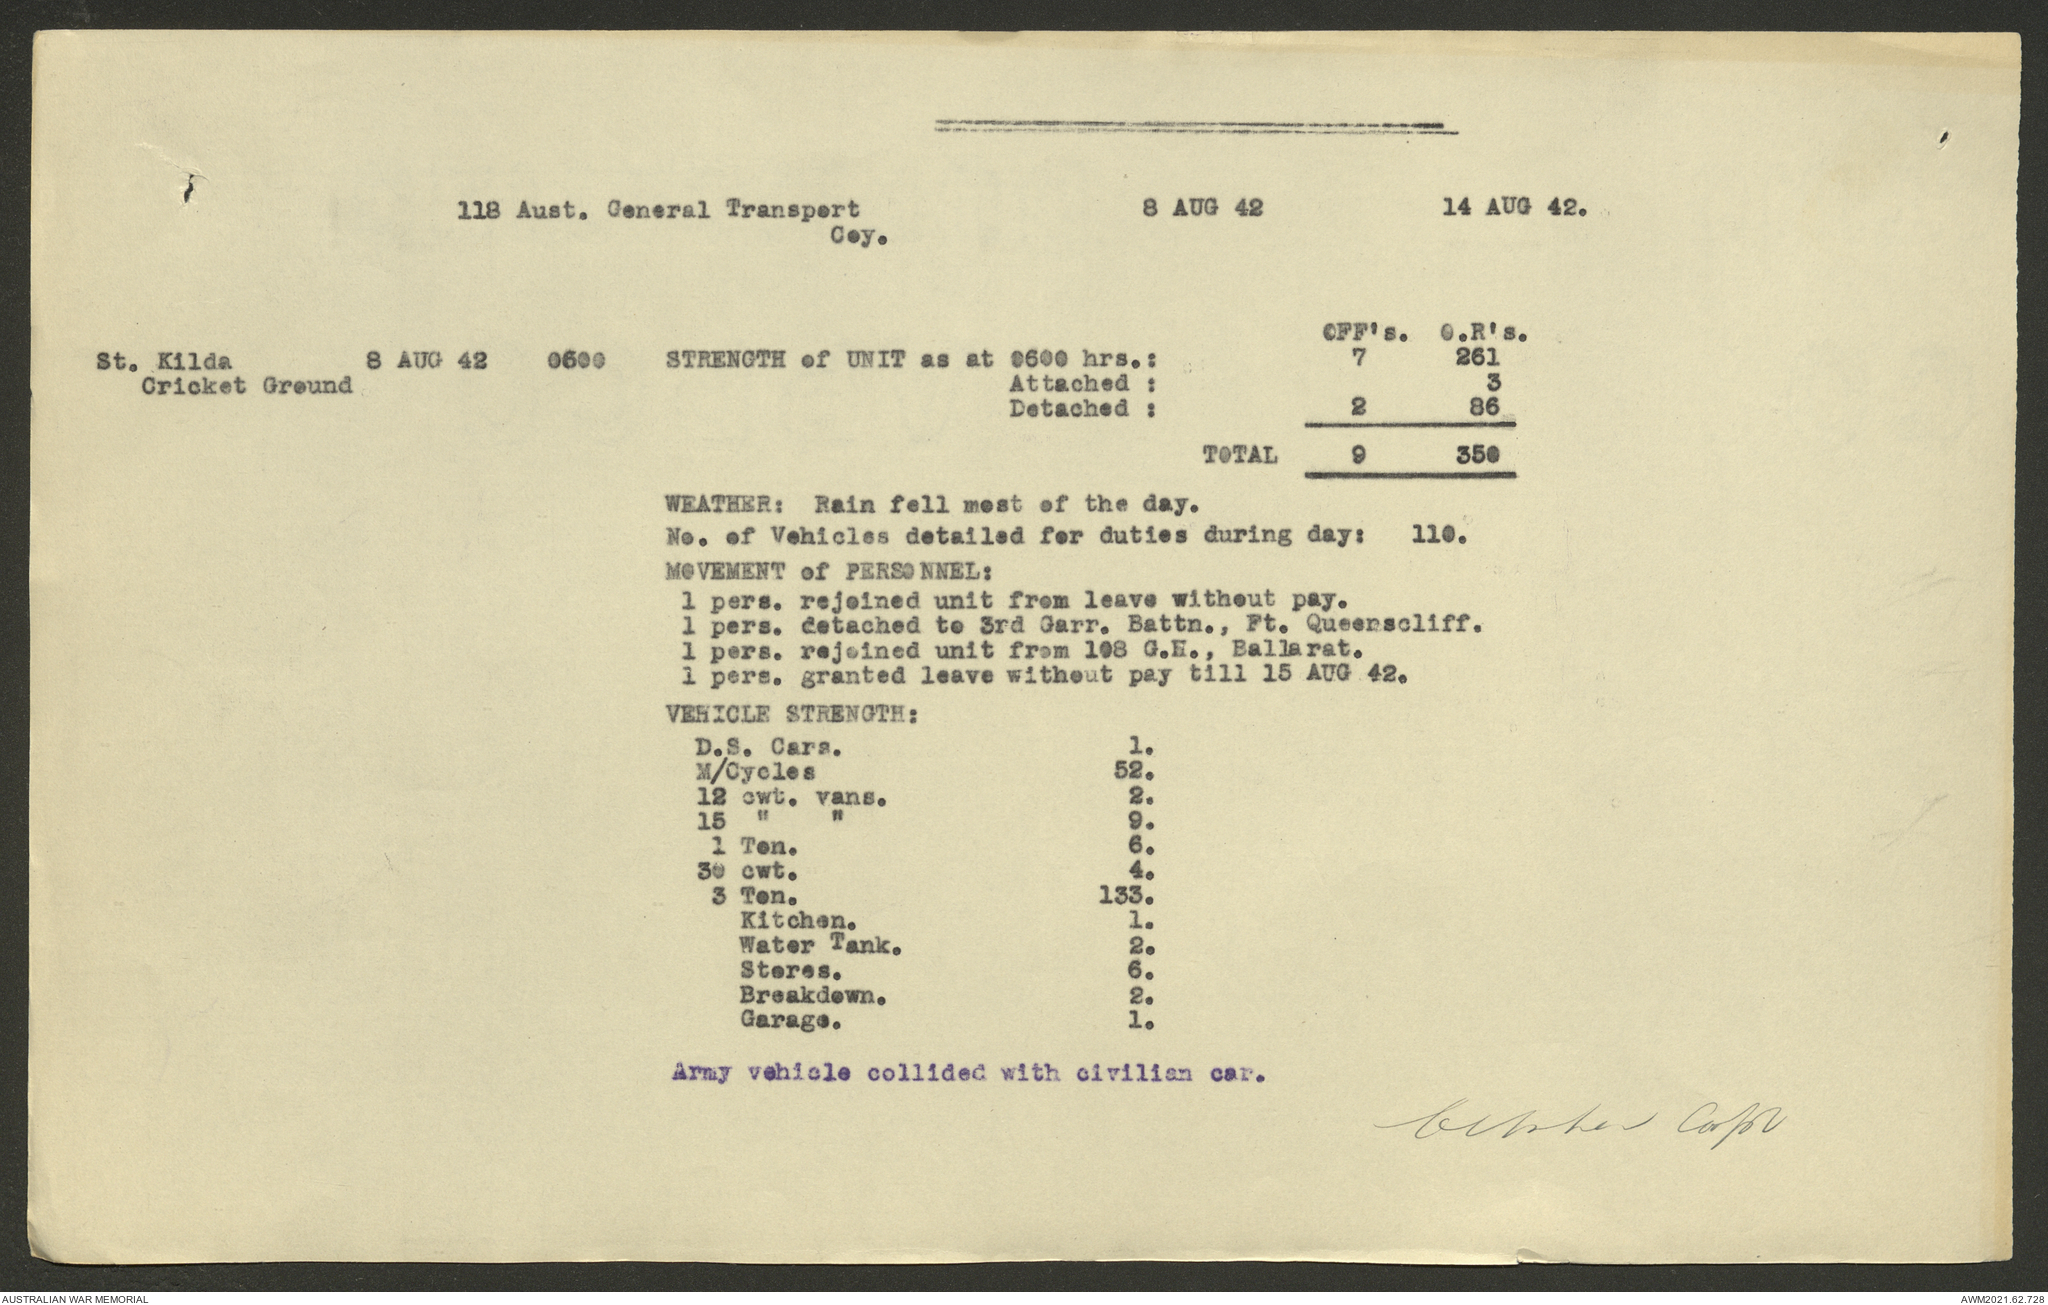 118 Aust. General Transport 8 AUG 42 14 AUG 42.
Coy.
OFF's. O.R's.
St. Kilda 8 AUG 42 0600 STRENGTH of UNIT as at 0600 hrs.: 7 261
Cricket Ground Attached : 3
Detached : 2 86
TOTAL 9 350
WEATHER: Rain fell most of the day.
No. of Vehicles detailed for duties during day: 110.
MOVEMENT of PERSONNEL:
1 pers. rejoined unit from leave without pay.
1 pers. detached to 3rd Garr. Battn., Ft. Queenscliff.
1 pers. rejoined unit from 108 G.H., Ballarat.
1 pers. granted leave without pay till 15 AUG 42.
VEHICLE STRENGTH:
D.S. Cars. 1.
M/Cycles 52.
12 cwt. vans. 2.
15 " " 9.
1 Ton. 6.
30 cwt. 4.
3 Ton. 133.
Kitchen. 1.
Water Tank. 2.
Stores. 6.
Breakdown. 2.
Garage. 1.
Army vehicle collided with civilian car.
Capt
AUSTRALIAN WAR MEMORIAL AWM2021.62.728